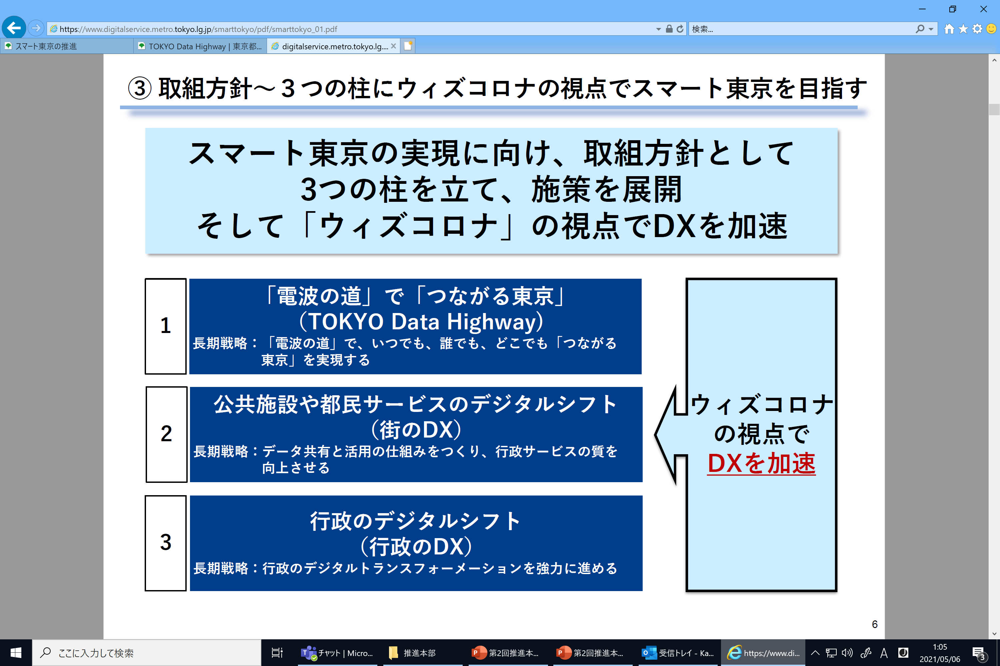 https://www.digitalservice.metro.tokyo.lg.jp/smarttokyo/pdf/smarttokyo_01.pdf
検索...
スマート東京の推進
TOKYO Data Highway | 東京都...
digitalservice.metro.tokyo.lg....
③ 取組方針～３つの柱にウィズコロナの視点でスマート東京を目指す
スマート東京の実現に向け、取組方針として
3つの柱を立て、施策を展開
そして「ウィズコロナ」の視点でDXを加速
1
「電波の道」で「つながる東京」
（TOKYO Data Highway）
長期戦略：「電波の道」で、いつでも、誰でも、どこでも「つながる
東京」を実現する
2
公共施設や都民サービスのデジタルシフト
（街のDX）
長期戦略：データ共有と活用の仕組みをつくり、行政サービスの質を
向上させる
3
行政のデジタルシフト
（行政のDX）
長期戦略：行政のデジタルトランスフォーメーションを強力に進める
ウィズコロナ
の視点で
DXを加速
6
ここに入力して検索
チャット | Micro...
推進本部
第2回推進本...
第2回推進本...
受信トレイ - Ka...
https://www.di...
A
1:05
2021/05/06
3